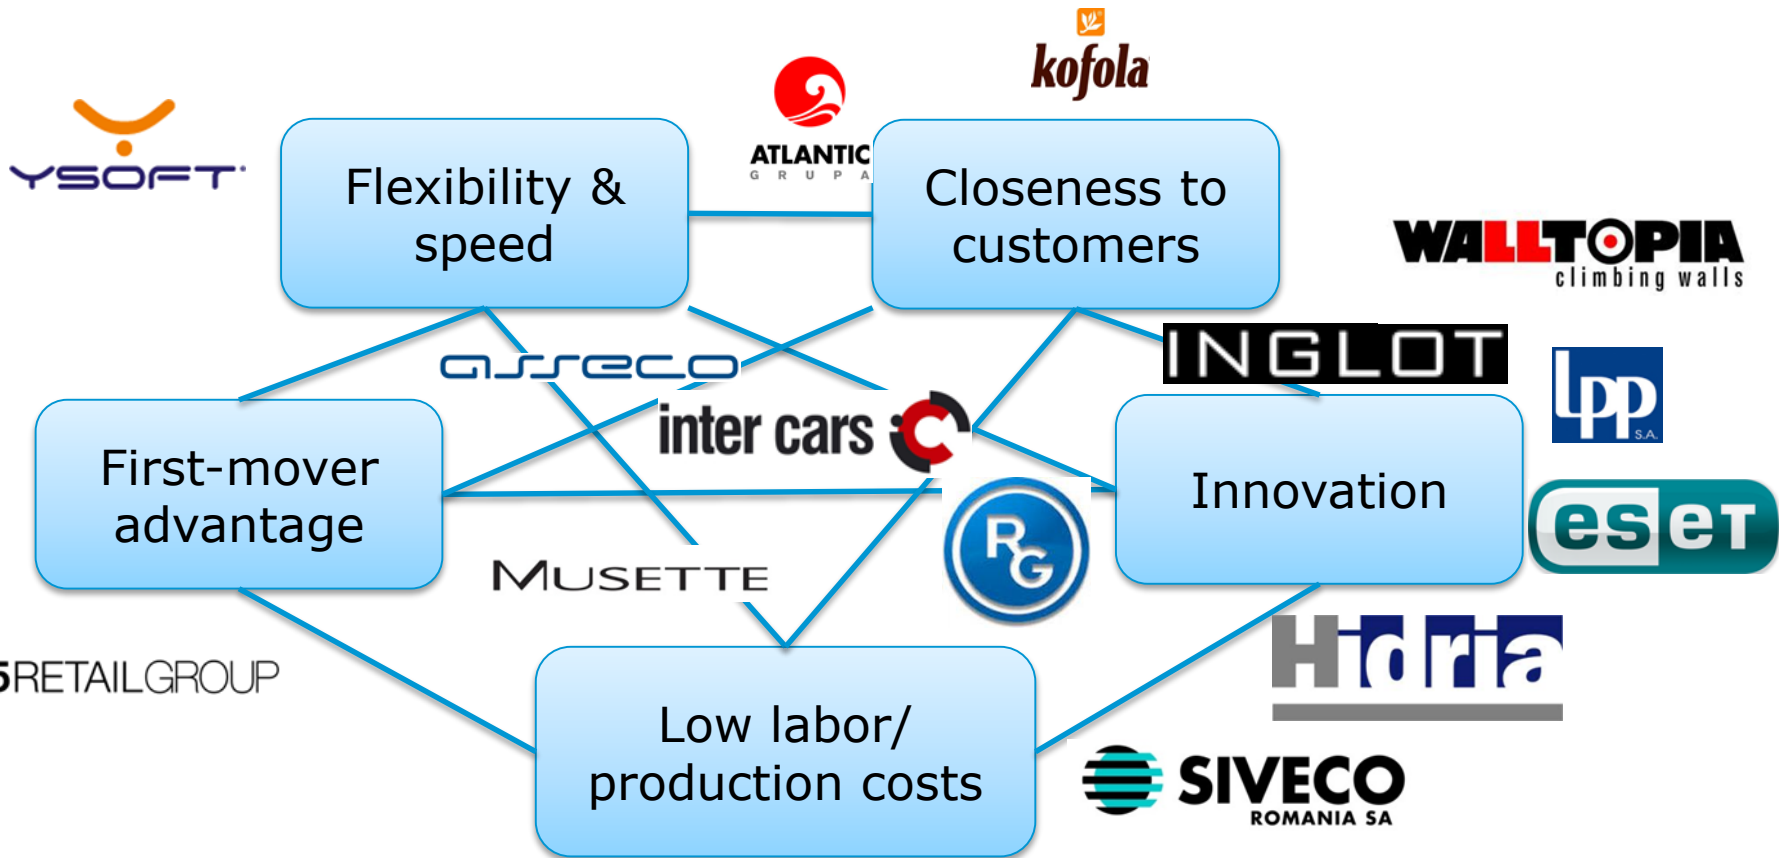 kofola
YSOFT
ATLANTIC
GRUPA
Flexibility &
speed
Closeness to
customers
WALLTOPIA
climbing walls
INGLOT
asseco
LPP
S.A.
inter cars
First-mover
advantage
Innovation
eseT
RG
MUSETTE
Hidria
5RETAILGROUP
Low labor/
production costs
SIVECO
ROMANIA SA